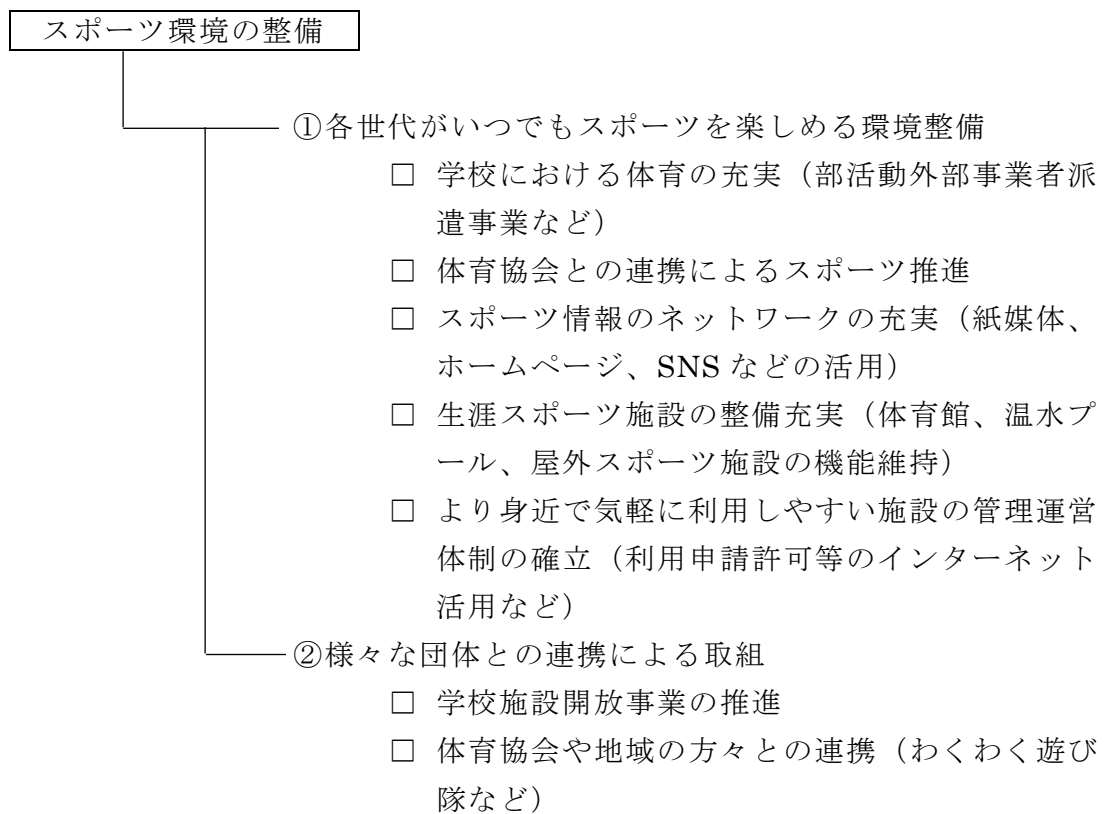 スポーツ環境の整備
①各世代がいつでもスポーツを楽しめる環境整備
□ 学校における体育の充実（部活動外部事業者派
遣事業など）
□ 体育協会との連携によるスポーツ推進
□ スポーツ情報のネットワークの充実（紙媒体、
ホームページ、SNS などの活用）
□ 生涯スポーツ施設の整備充実（体育館、温水プ
ール、屋外スポーツ施設の機能維持）
□ より身近で気軽に利用しやすい施設の管理運営
体制の確立（利用申請許可等のインターネット
活用など）
②様々な団体との連携による取組
□ 学校施設開放事業の推進
□ 体育協会や地域の方々との連携（わくわく遊び
隊など）